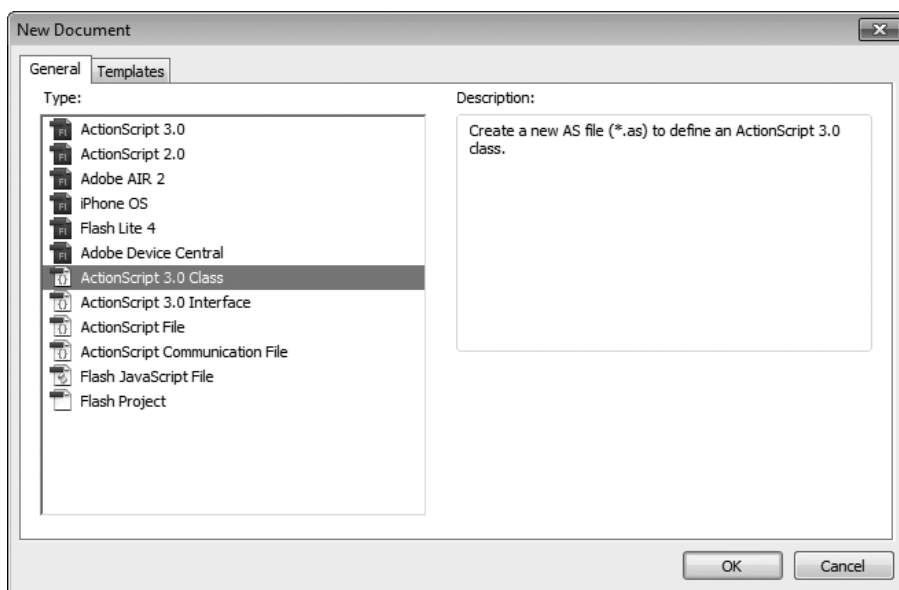 New Document
General Templates
Type:
ActionScript 3.0
ActionScript 2.0
Adobe AIR 2
iPhone OS
Flash Lite 4
Adobe Device Central
ActionScript 3.0 Class
ActionScript 3.0 Interface
ActionScript File
ActionScript Communication File
Flash JavaScript File
Flash Project
Description:
Create a new AS file (*.as) to define an ActionScript 3.0
class.
OK Cancel